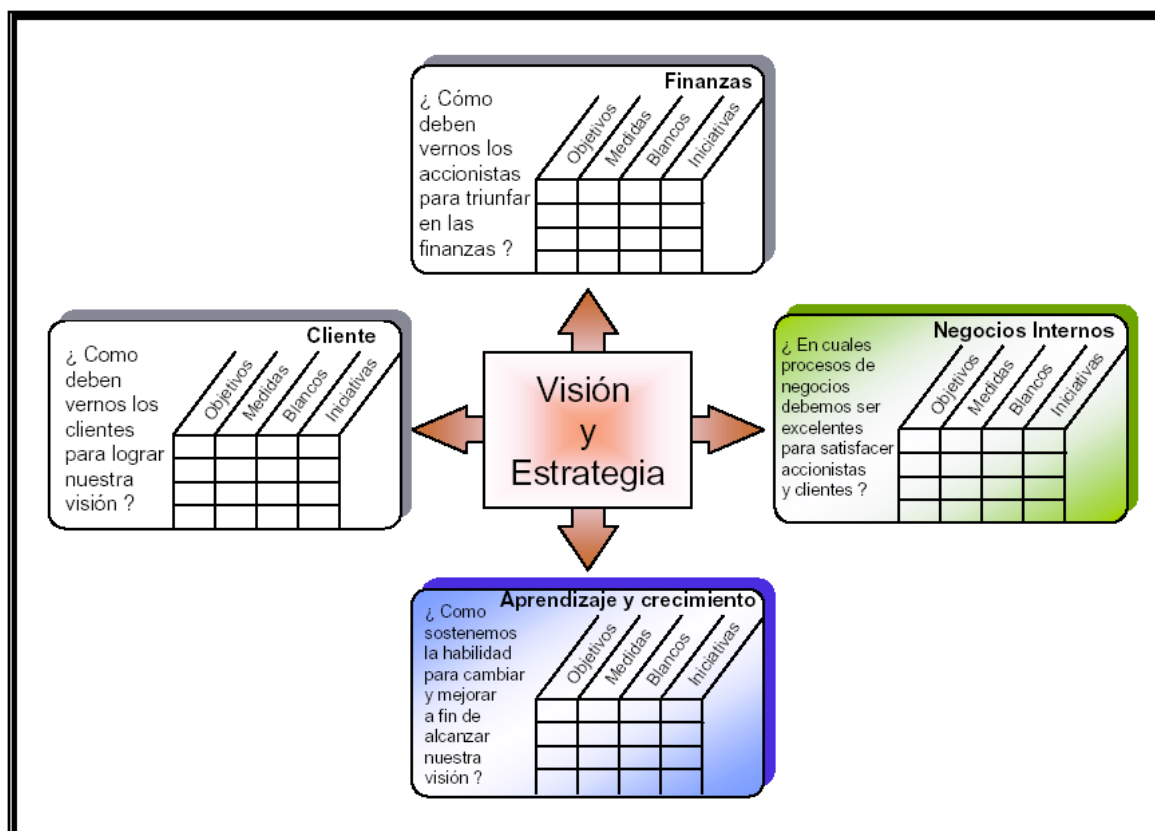 Finanzas
¿ Cómo
deben
vernos los
accionistas
para triunfar
en las
finanzas ?
Objetivos
Medidas
Blancos
Iniciativas
Cliente
¿ Como
deben
vernos los
clientes
para lograr
nuestra
visión ?
Objetivos
Medidas
Blancos
Iniciativas
Visión
y
Estrategia
Negocios Internos
¿ En cuales
procesos de
negocios
debemos ser
excelentes
para satisfacer
accionistas
y clientes ?
Objetivos
Medidas
Blancos
Iniciativas
Aprendizaje y crecimiento
¿ Como
sostenemos
la habilidad
para cambiar
y mejorar
a fin de
alcanzar
nuestra
visión ?
Objetivos
Medidas
Blancos
Iniciativas